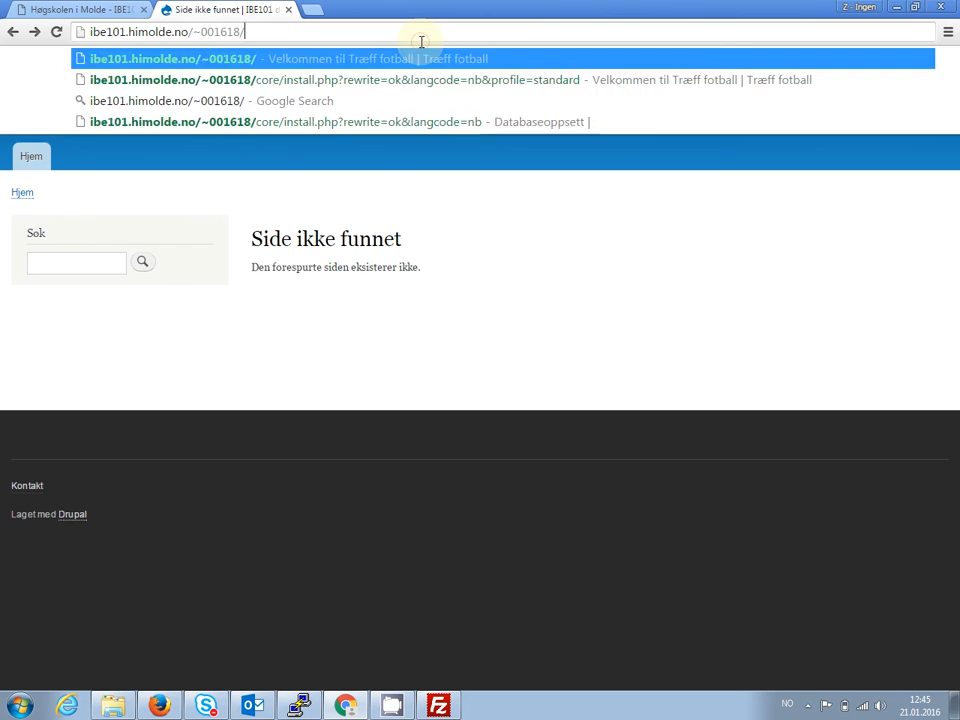 Høgskolen i Molde - IBE10
Side ikke funnet | IBE101 d
Z - Ingen
ibe101.himolde.no/~001618/
ibe101.himolde.no/~001618/ - Velkommen til Træff fotball | Træff fotball
ibe101.himolde.no/~001618/core/install.php?rewrite=ok&langcode=nb&profile=standard - Velkommen til Træff fotball | Træff fotball
ibe101.himolde.no/~001618/ - Google Search
ibe101.himolde.no/~001618/core/install.php?rewrite=ok&langcode=nb - Databaseoppsett |
Hjem
Hjem
Søk
Side ikke funnet
Den forespurte siden eksisterer ikke.
Kontakt
Laget med Drupal
NO
12:45
21.01.2016